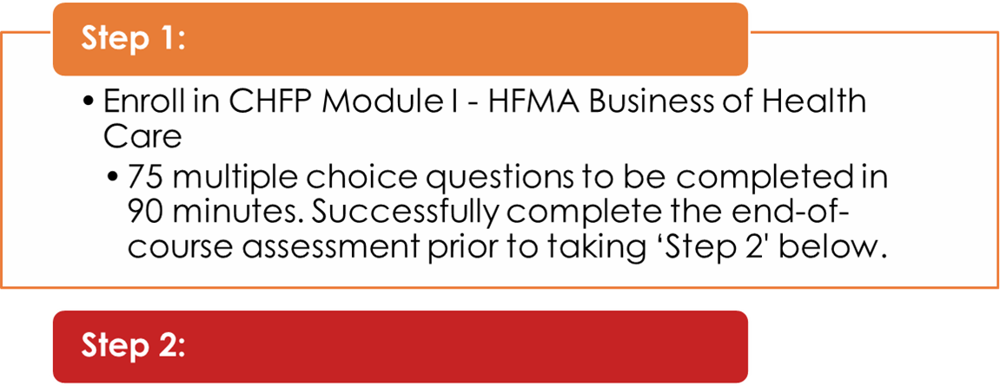 Step 1:
• Enroll in CHFP Module I - HFMA Business of Health
Care
• 75 multiple choice questions to be completed in
90 minutes. Successfully complete the end-of-
course assessment prior to taking ‘Step 2' below.
Step 2: